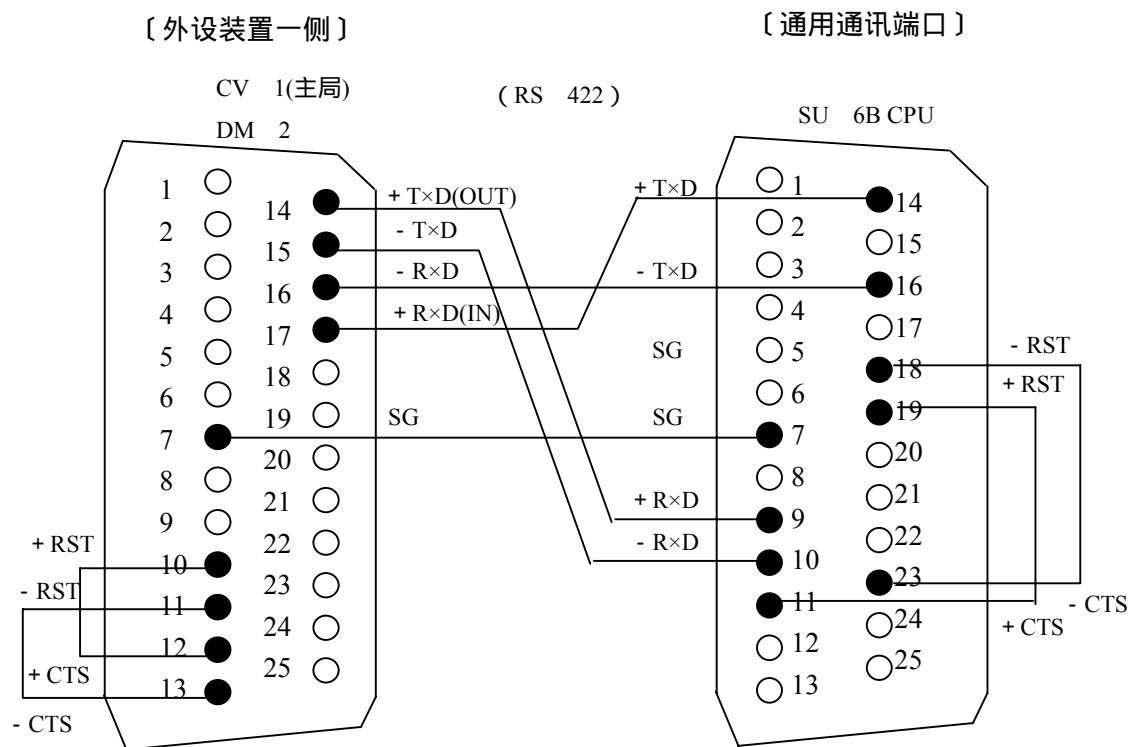 〔外设装置一侧〕
〔通用通讯端口〕
CV 1(主局)
DM 2
(RS 422)
SU 6B CPU
1
2
3
4
5
6
7
8
9
10
11
12
13
14
15
16
17
18
19
20
21
22
23
24
25
+ T×D(OUT)
- T×D
- R×D
+ R×D(IN)
SG
+ RST
- RST
+ CTS
- CTS
+ T×D
- T×D
SG
SG
+ R×D
- R×D
1
2
3
4
5
6
7
8
9
10
11
12
13
14
15
16
17
18
19
20
21
22
23
24
25
- RST
+ RST
- CTS
+ CTS